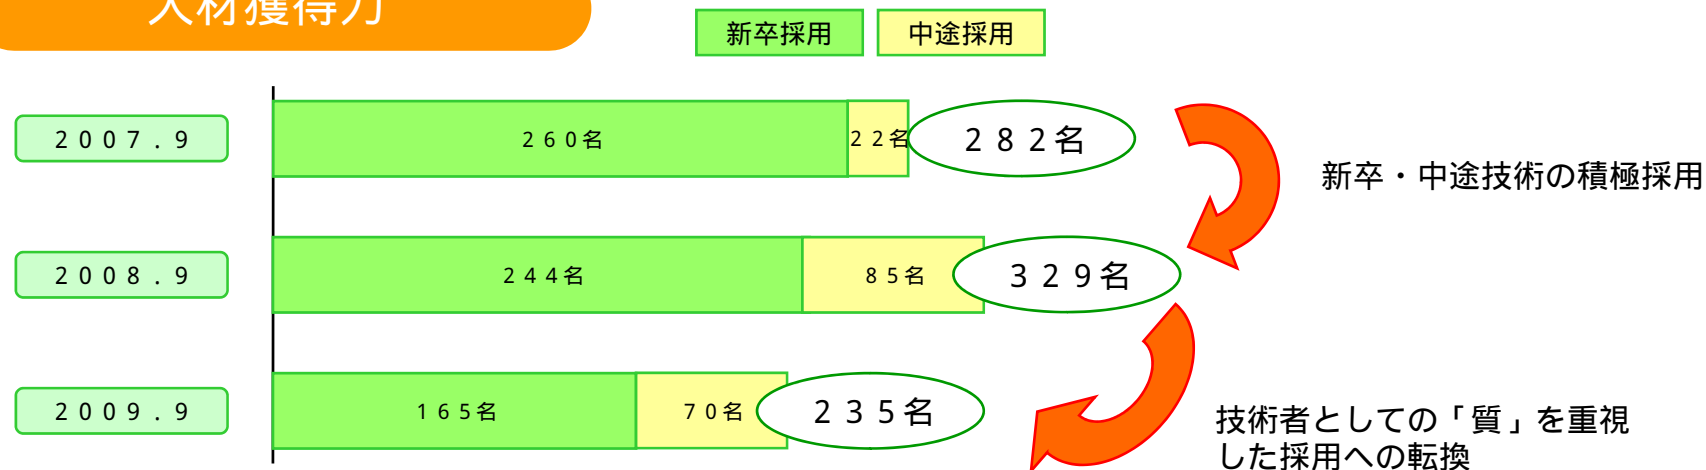 人材獲得力
新卒採用 中途採用
2007.9 260名 22名 282名
新卒・中途技術の積極採用
2008.9 244名 85名 329名
2009.9 165名 70名 235名
技術者としての「質」を重視
した採用への転換